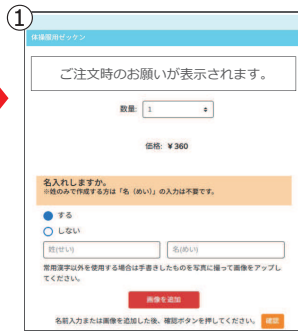 ①
体操服用ゼッケン
ご注文時のお願いが表示されます。
数量: 1
価格: ￥360
名入れしますか。
※姓のみで作成する方は「名（めい）」の入力は不要です。
する
しない
姓(せい) 名(めい)
常用漢字以外を使用する場合は手書きしたものを写真に撮って画像をアップし
てください。
画像を追加
名前入力または画像を追加した後、確認ボタンを押してください。 確認